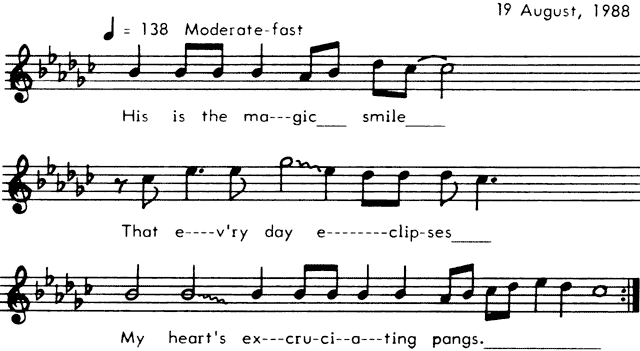 19 August, 1988
♩ = 138 Moderate-fast
His is the ma---gic___ smile____
That e----v'ry day e--------clip-ses____
My heart's ex---cru-ci--a---ting pangs.____________